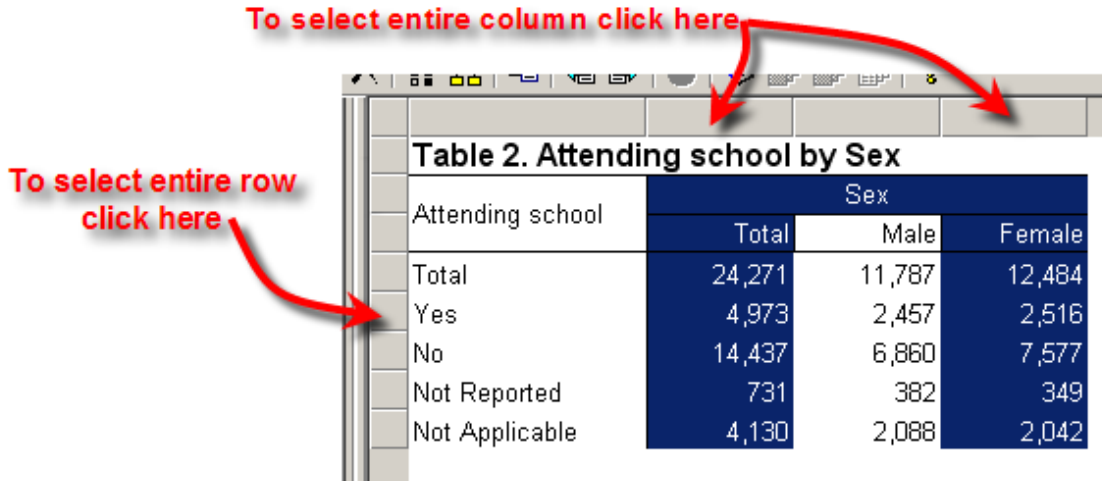 To select entire column click here
Table 2. Attending school by Sex
To select entire row
click here
Attending school
Sex
Total Male Female
Total 24,271 11,787 12,484
Yes 4,973 2,457 2,516
No 14,437 6,860 7,577
Not Reported 731 382 349
Not Applicable 4,130 2,088 2,042